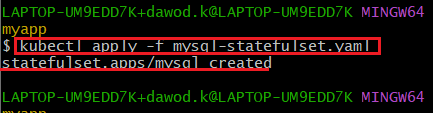 LAPTOP-UM9EDD7K+dawod.k@LAPTOP-UM9EDD7K MINGW64
myapp
$ kubectl apply -f mysql-statefulset.yaml
statefulset.apps/mysql created
LAPTOP-UM9EDD7K+dawod.k@LAPTOP-UM9EDD7K MINGW64
myapp